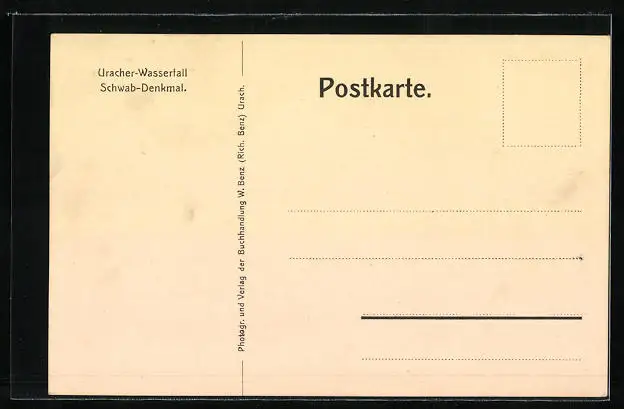 Uracher-Wasserfall
Schwab-Denkmal.
Photogr. und Verlag der Buchhandlung W. Benz (Rich. Benz) Urach.
Postkarte.